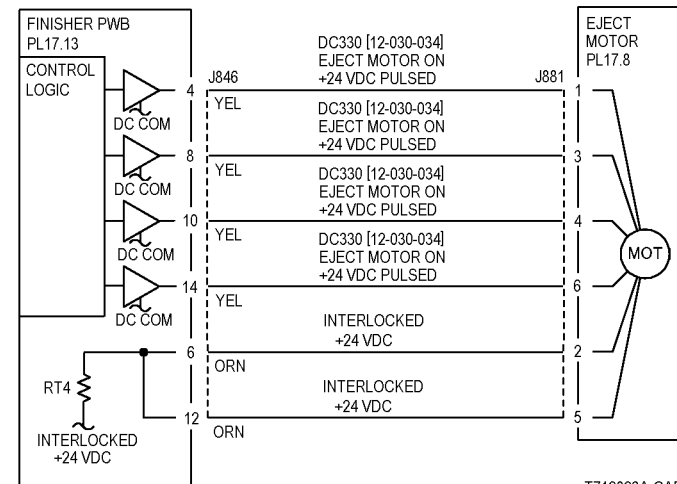 FINISHER PWB
PL17.13
CONTROL
LOGIC
EJECT
MOTOR
PL17.8
J846
J881
DC330 [12-030-034]
EJECT MOTOR ON
+24 VDC PULSED
4
YEL
1
DC COM
DC330 [12-030-034]
EJECT MOTOR ON
+24 VDC PULSED
8
YEL
3
DC COM
DC330 [12-030-034]
EJECT MOTOR ON
+24 VDC PULSED
10
YEL
4
DC COM
MOT
DC330 [12-030-034]
EJECT MOTOR ON
+24 VDC PULSED
14
YEL
6
DC COM
INTERLOCKED
+24 VDC
6
ORN
2
RT4
INTERLOCKED
+24 VDC
12
ORN
5
INTERLOCKED
+24 VDC